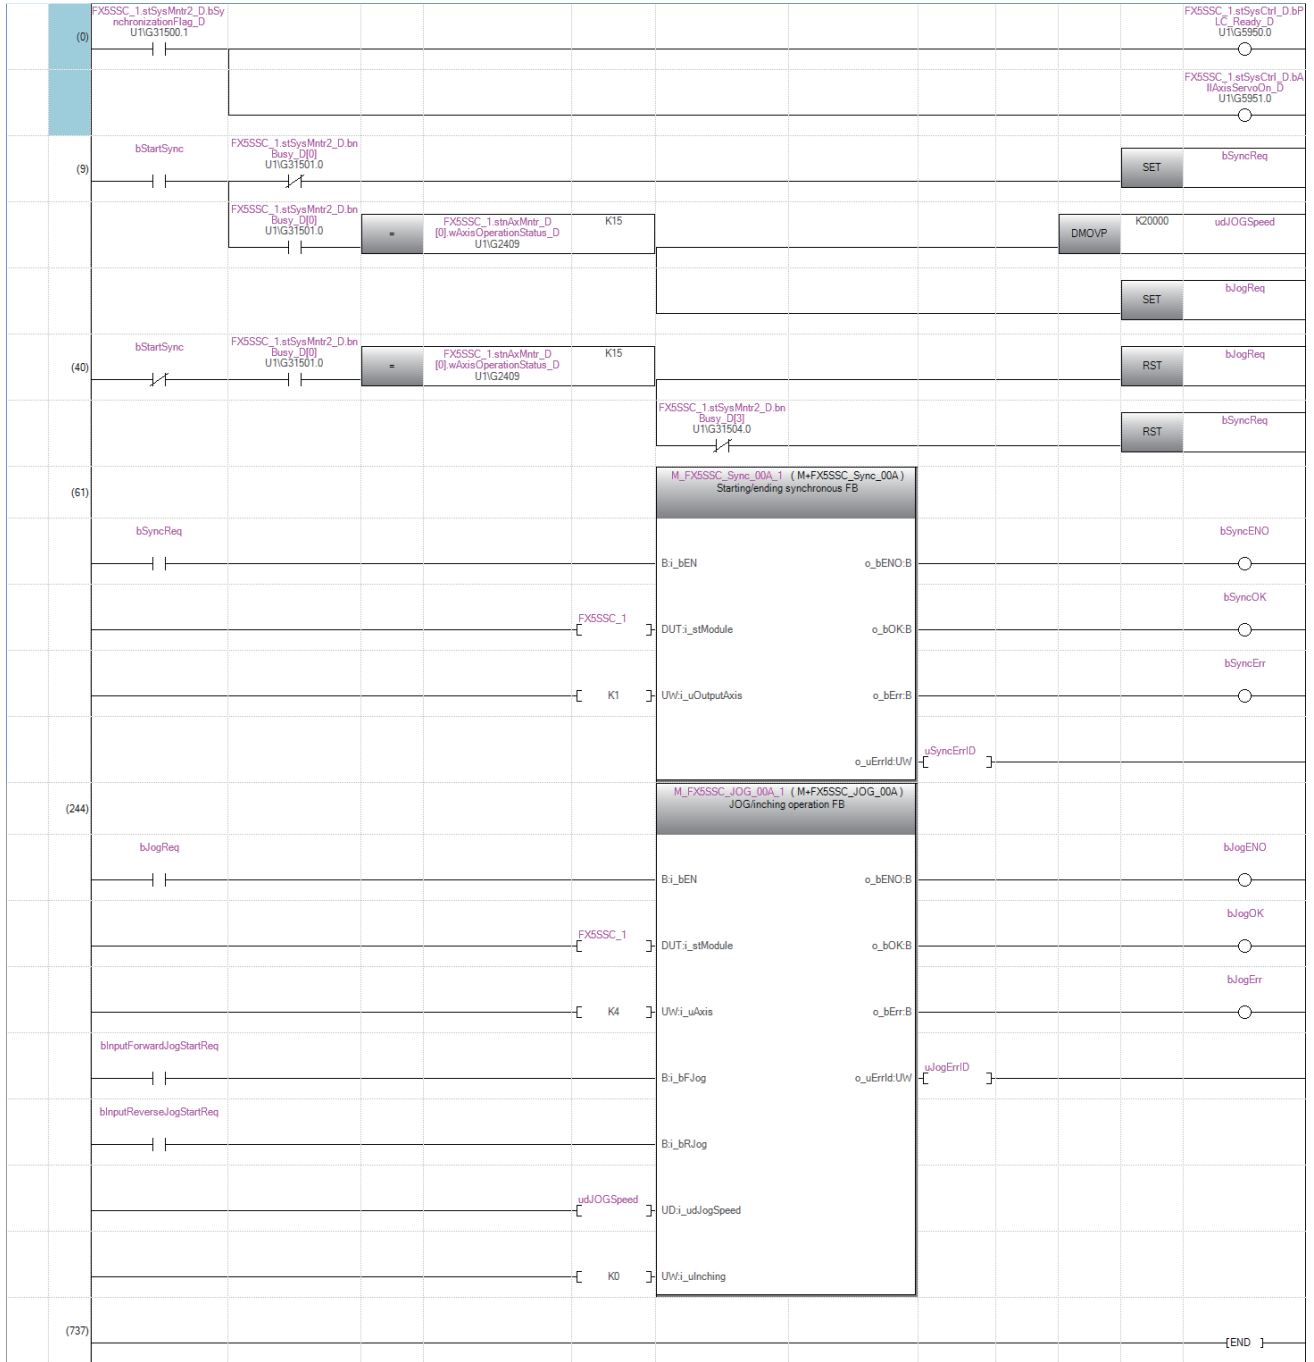 FX5SSC_1.stSysMntr2_D.bSy
nchronizationFlag_D
U1\G31500.1
FX5SSC_1.stSysCtrl_D.bP
LC_Ready_D
U1\G5950.0
(0)
FX5SSC_1.stSysCtrl_D.bA
llAxisServoOn_D
U1\G5951.0
bStartSync
FX5SSC_1.stSysMntr2_D.bn
Busy_D[0]
U1\G31501.0
(9)
SET
bSyncReq
FX5SSC_1.stSysMntr2_D.bn
Busy_D[0]
U1\G31501.0
=
FX5SSC_1.stnAxMntr_D
[0].wAxisOperationStatus_D
U1\G2409
K15
DMOVP
K20000
udJOGSpeed
SET
bJogReq
bStartSync
FX5SSC_1.stSysMntr2_D.bn
Busy_D[0]
U1\G31501.0
(40)
=
FX5SSC_1.stnAxMntr_D
[0].wAxisOperationStatus_D
U1\G2409
K15
RST
bJogReq
FX5SSC_1.stSysMntr2_D.bn
Busy_D[3]
U1\G31504.0
RST
bSyncReq
(61)
M_FX5SSC_Sync_00A_1 ( M+FX5SSC_Sync_00A )
Starting/ending synchronous FB
bSyncReq
B:i_bEN
o_bENO:B
bSyncENO
FX5SSC_1
DUT:i_stModule
o_bOK:B
bSyncOK
K1
UW:i_uOutputAxis
o_bErr:B
bSyncErr
o_uErrId:UW
uSyncErrID
(244)
M_FX5SSC_JOG_00A_1 ( M+FX5SSC_JOG_00A )
JOG/inching operation FB
bJogReq
B:i_bEN
o_bENO:B
bJogENO
FX5SSC_1
DUT:i_stModule
o_bOK:B
bJogOK
K4
UW:i_uAxis
o_bErr:B
bJogErr
bInputForwardJogStartReq
B:i_bFJog
o_uErrId:UW
uJogErrID
bInputReverseJogStartReq
B:i_bRJog
udJOGSpeed
UD:i_udJogSpeed
K0
UW:i_uInching
(737)
[END ]